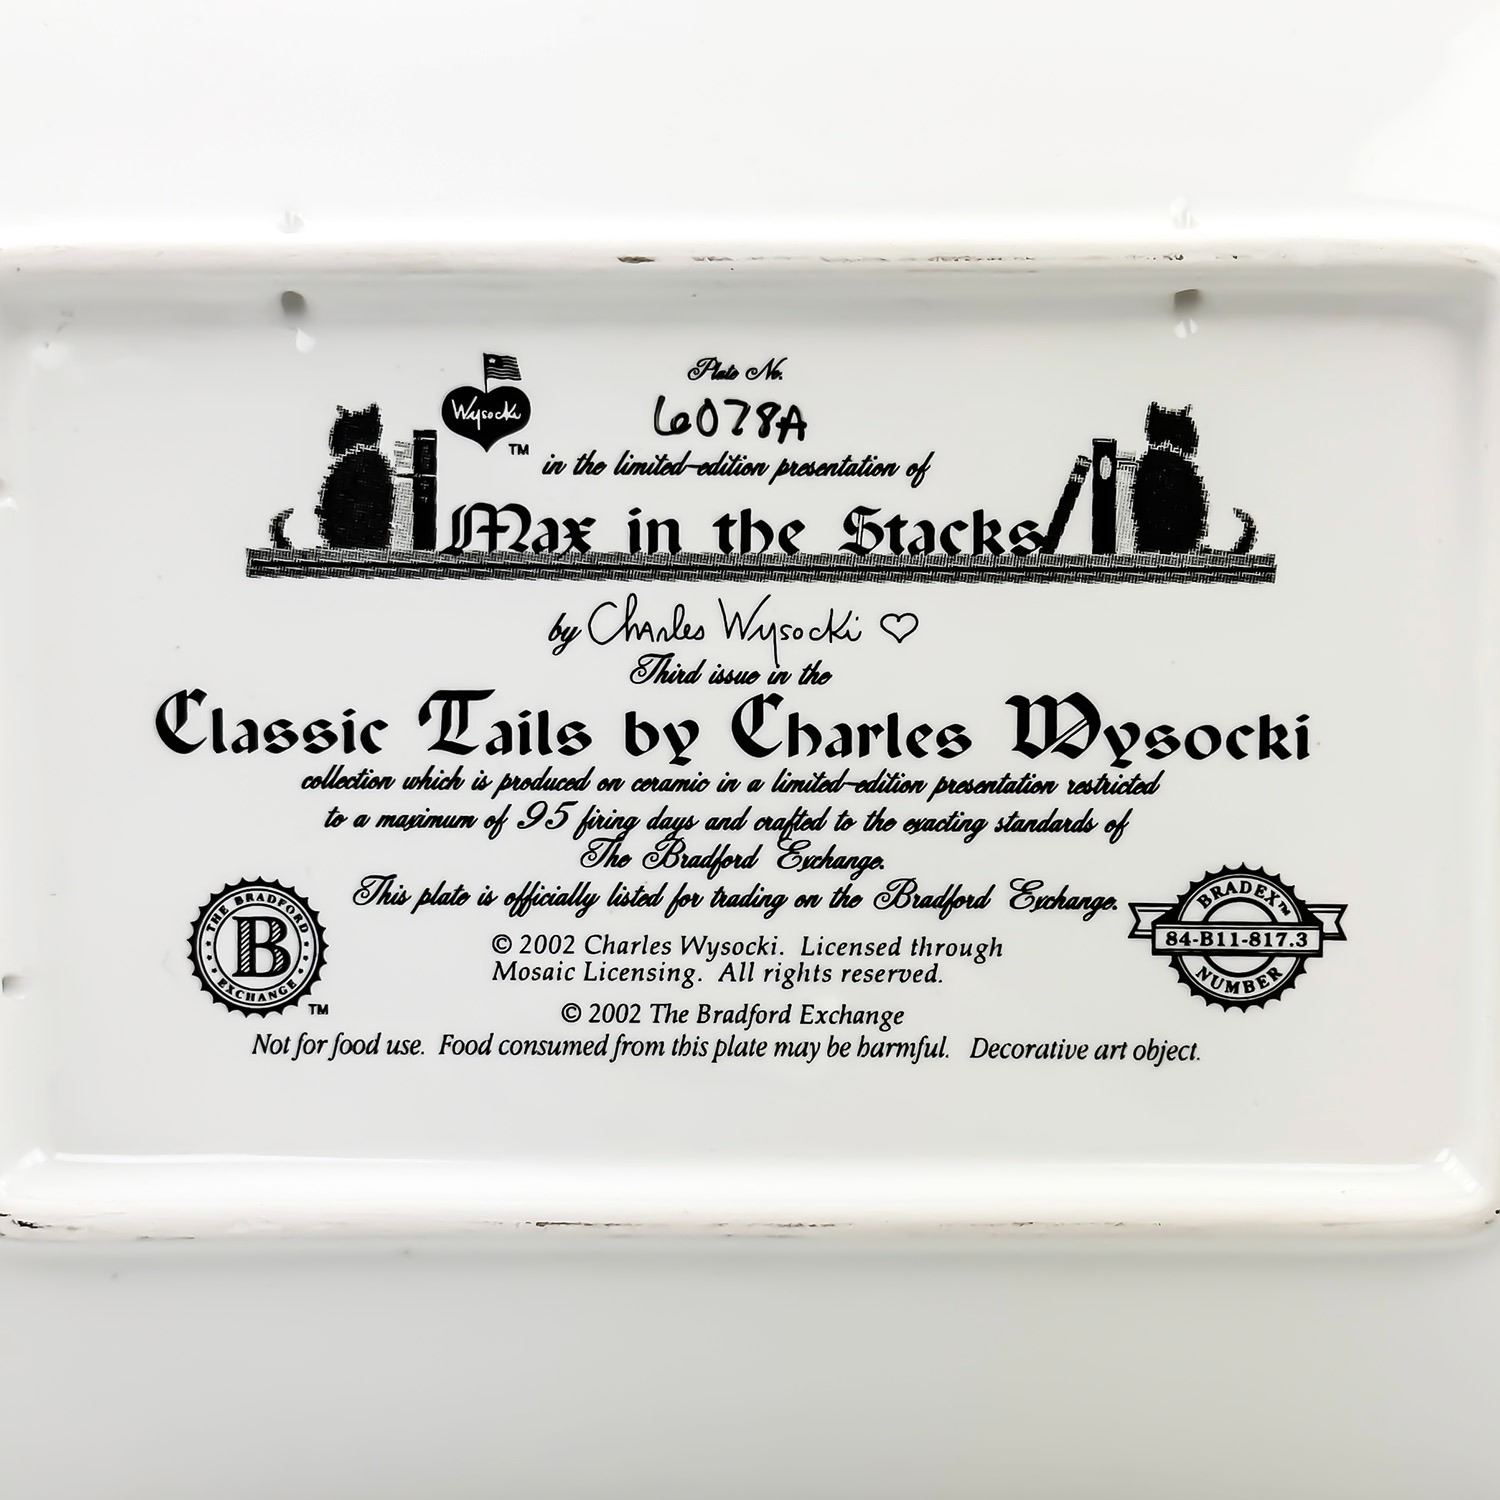 Plate No.
6078A
Wysocki
TM
in the limited-edition presentation of
Max in the Stacks
by Charles Wysocki ♡
Third issue in the
Classic Tails by Charles Wysocki
collection which is produced on ceramic in a limited-edition presentation restricted
to a maximum of 95 firing days and crafted to the exacting standards of
The Bradford Exchange.
This plate is officially listed for trading on the Bradford Exchange.
THE BRADFORD
B
EXCHANGE
TM
BRADEX™
84-B11-817.3
NUMBER
© 2002 Charles Wysocki. Licensed through
Mosaic Licensing. All rights reserved.
© 2002 The Bradford Exchange
Not for food use. Food consumed from this plate may be harmful. Decorative art object.